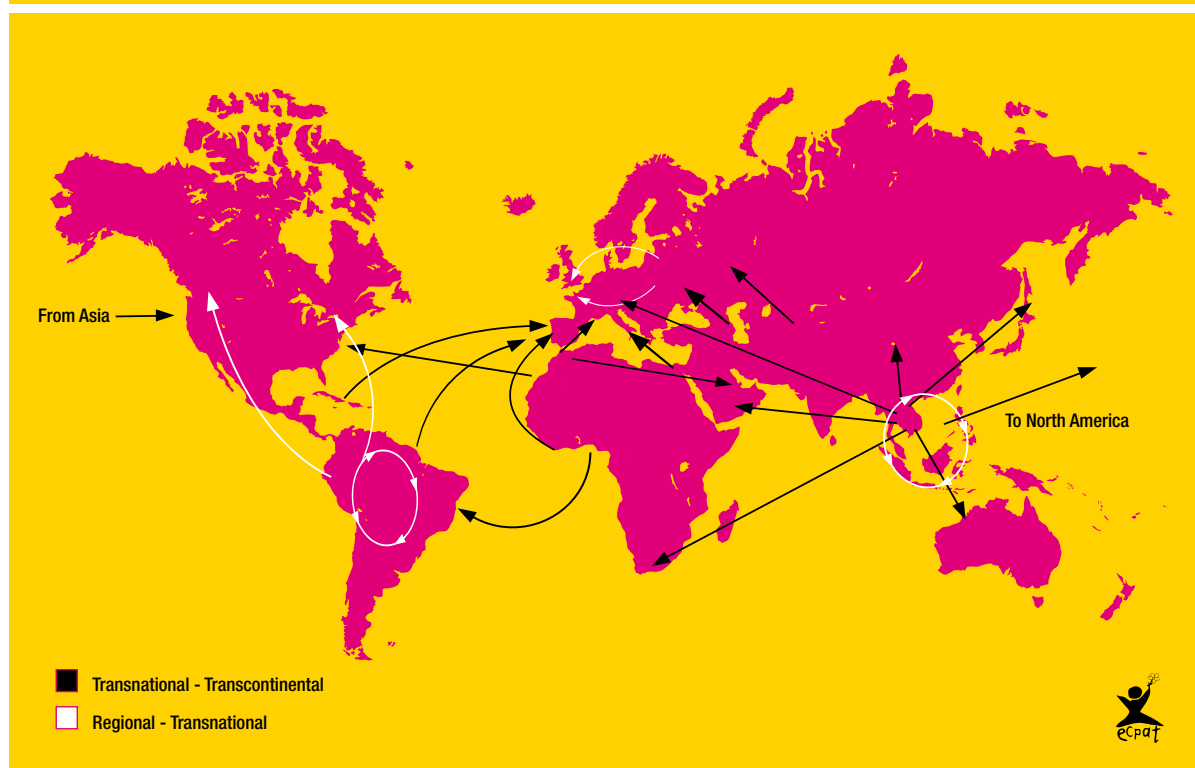 From Asia
To North America
Transnational - Transcontinental
Regional - Transnational
eCpat